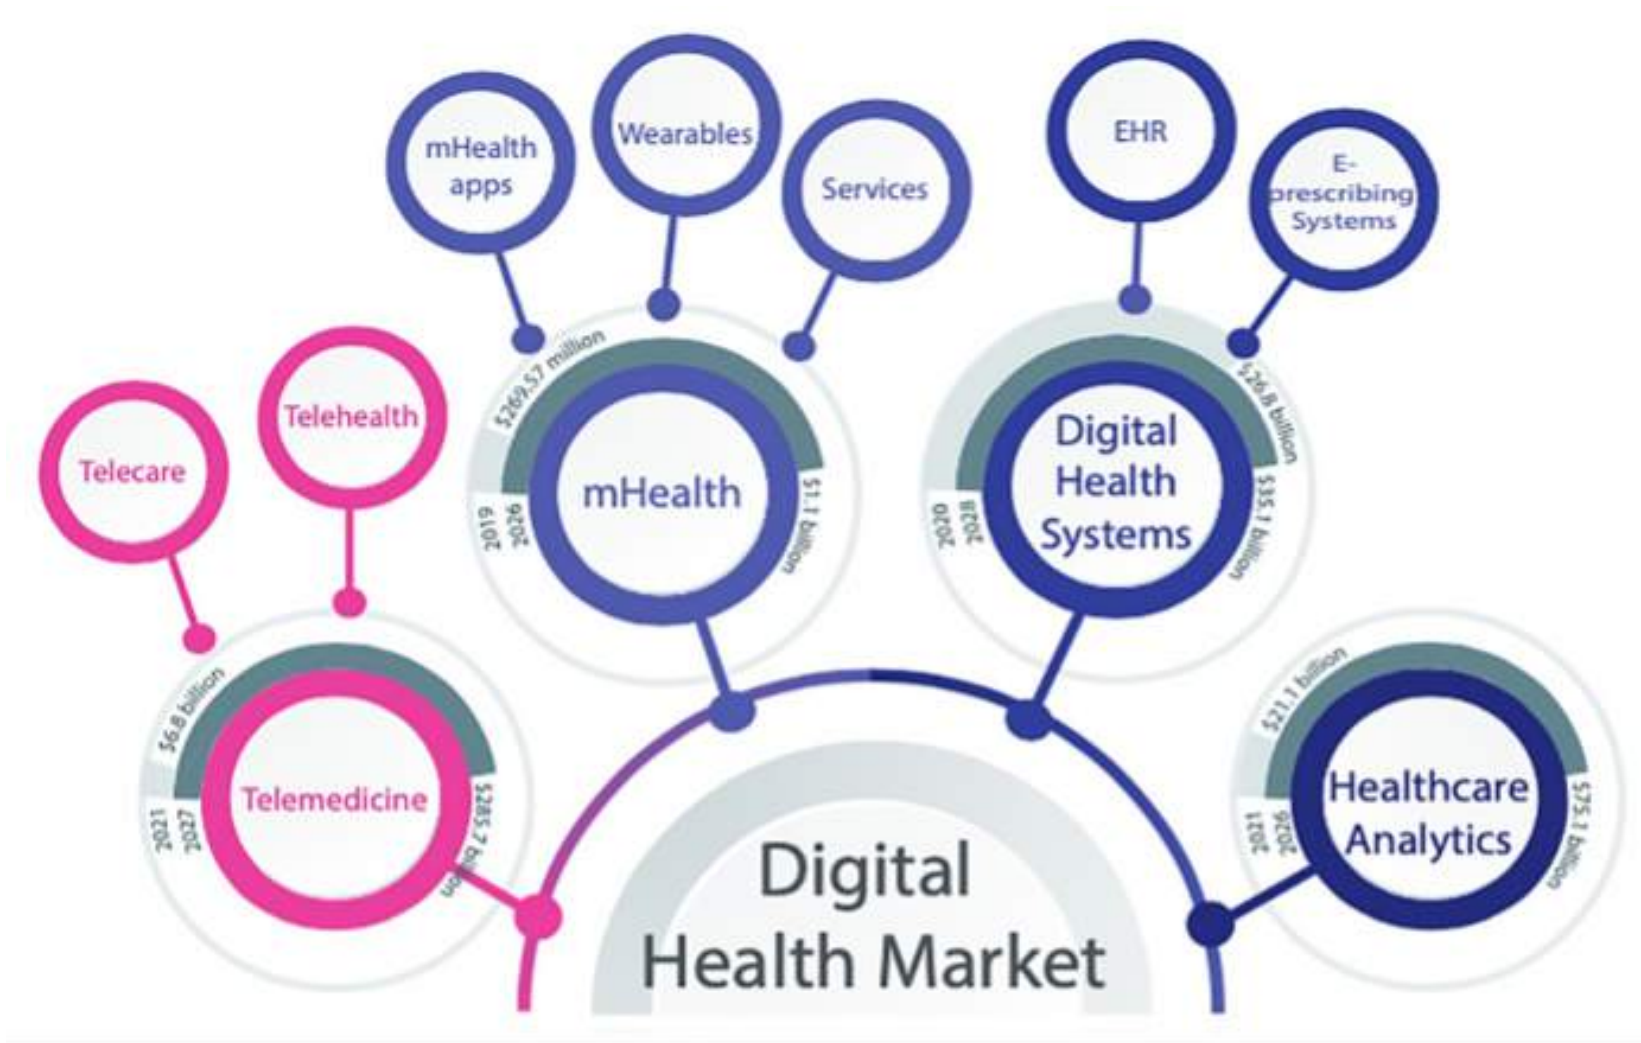 mHealth
apps
Wearables
Services
EHR
E-
prescribing
Systems
Telecare
Telehealth
$269.57 million
2019
2026
$1.1 billion
mHealth
$26.8 billion
2020
2028
$35.1 billion
Digital
Health
Systems
$6.8 billion
2021
2027
$285.7 billion
Telemedicine
$21.1 billion
2021
2026
$75.1 billion
Healthcare
Analytics
Digital
Health Market